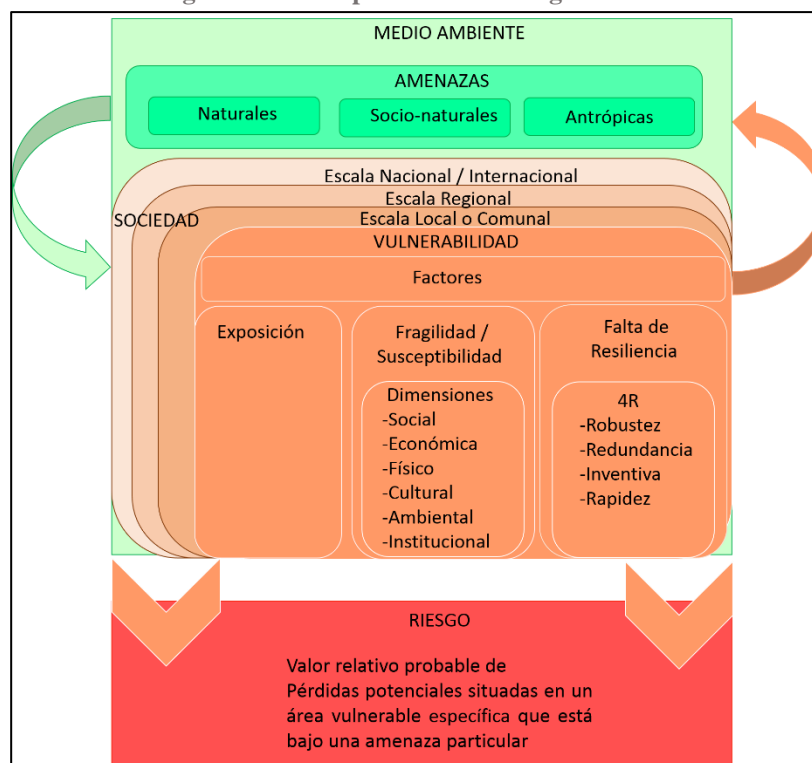 MEDIO AMBIENTE
AMENAZAS
Naturales
Socio-naturales
Antrópicas
Escala Nacional / Internacional
Escala Regional
SOCIEDAD
Escala Local o Comunal
VULNERABILIDAD
Factores
Exposición
Fragilidad /
Susceptibilidad
Dimensiones
-Social
-Económica
-Físico
-Cultural
-Ambiental
-Institucional
Falta de
Resiliencia
4R
-Robustez
-Redundancia
-Inventiva
-Rapidez
RIESGO
Valor relativo probable de
Pérdidas potenciales situadas en un
área vulnerable específica que está
bajo una amenaza particular